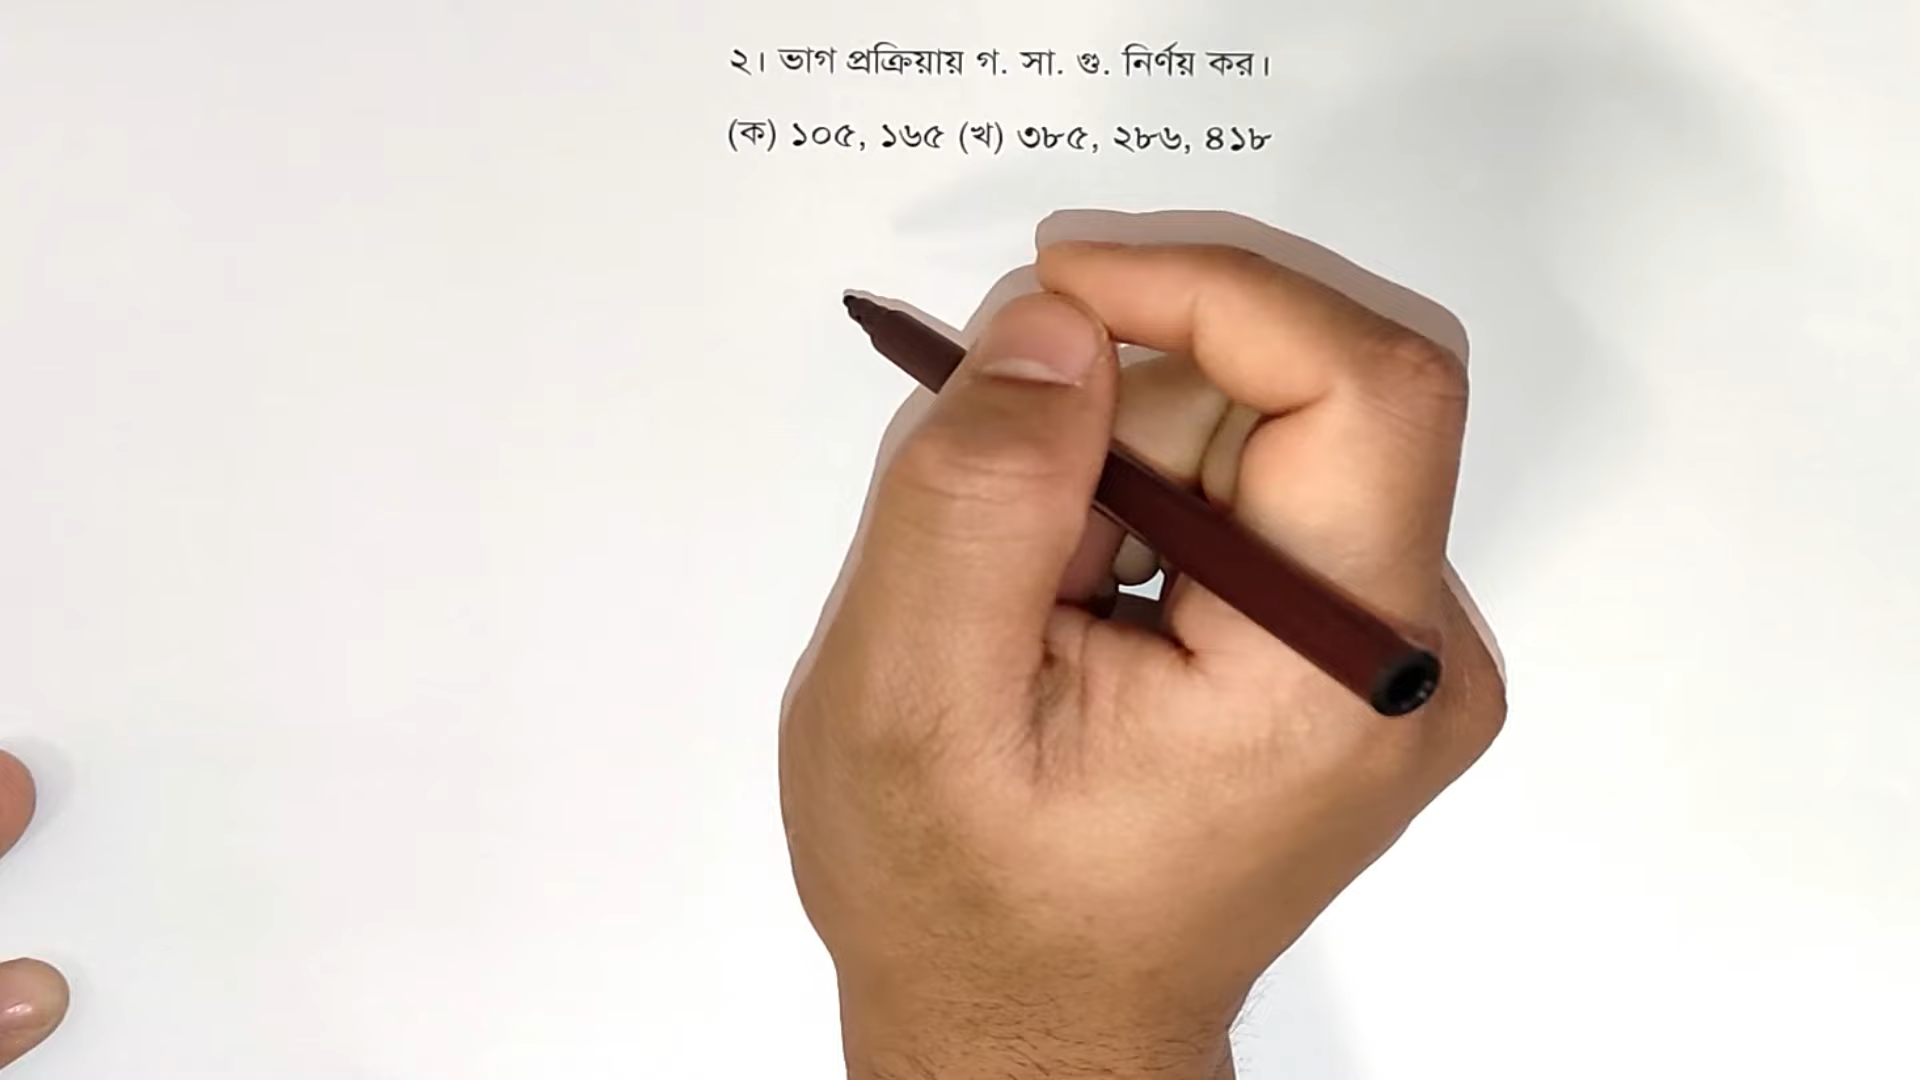 ২। ভাগ প্রক্রিয়ায় গ. সা. গু. নির্ণয় কর।
(ক) ১০৫, ১৬৫ (খ) ৩৮৫, ২৮৬, ৪১৮